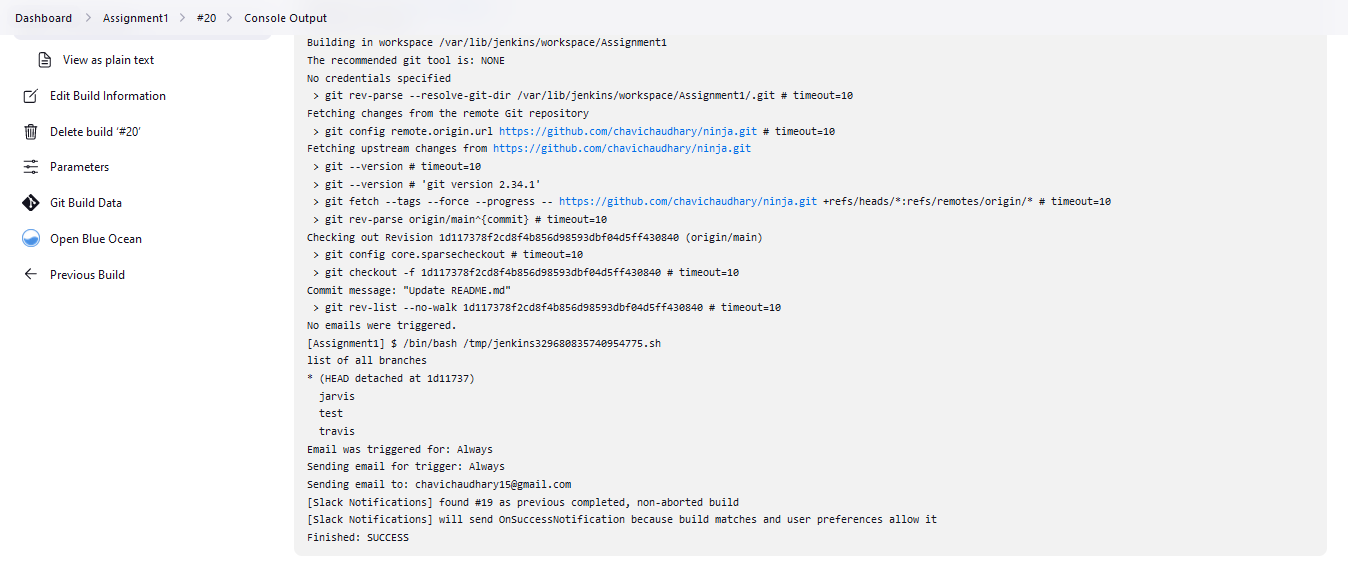 Dashboard > Assignment1 > #20 > Console Output
View as plain text
Edit Build Information
Delete build ‘#20’
Parameters
Git Build Data
Open Blue Ocean
Previous Build
Building in workspace /var/lib/jenkins/workspace/Assignment1
The recommended git tool is: NONE
No credentials specified
 > git rev-parse --resolve-git-dir /var/lib/jenkins/workspace/Assignment1/.git # timeout=10
Fetching changes from the remote Git repository
 > git config remote.origin.url https://github.com/chavichaudhary/ninja.git # timeout=10
Fetching upstream changes from https://github.com/chavichaudhary/ninja.git
 > git --version # timeout=10
 > git --version # 'git version 2.34.1'
 > git fetch --tags --force --progress -- https://github.com/chavichaudhary/ninja.git +refs/heads/*:refs/remotes/origin/* # timeout=10
 > git rev-parse origin/main^{commit} # timeout=10
Checking out Revision 1d117378f2cd8f4b856d98593dbf04d5ff430840 (origin/main)
 > git config core.sparsecheckout # timeout=10
 > git checkout -f 1d117378f2cd8f4b856d98593dbf04d5ff430840 # timeout=10
Commit message: "Update README.md"
 > git rev-list --no-walk 1d117378f2cd8f4b856d98593dbf04d5ff430840 # timeout=10
No emails were triggered.
[Assignment1] $ /bin/bash /tmp/jenkins329680835740954775.sh
list of all branches
* (HEAD detached at 1d11737)
  jarvis
  test
  travis
Email was triggered for: Always
Sending email for trigger: Always
Sending email to: chavichaudhary15@gmail.com
[Slack Notifications] found #19 as previous completed, non-aborted build
[Slack Notifications] will send OnSuccessNotification because build matches and user preferences allow it
Finished: SUCCESS